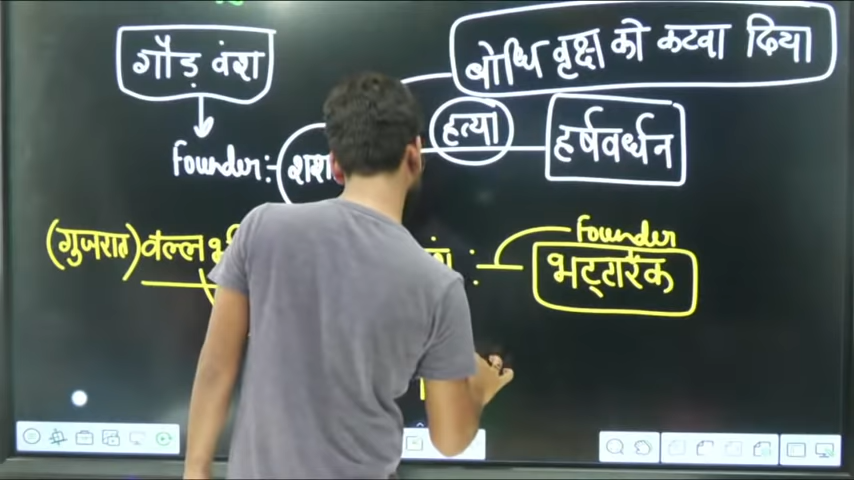 गौड़ वंश
बोधि वृक्ष को कटवा दिया
Founder:-
हत्या
हर्षवर्धन
(गुजरात) वल्लभी
:- Founder
भट्टार्रक